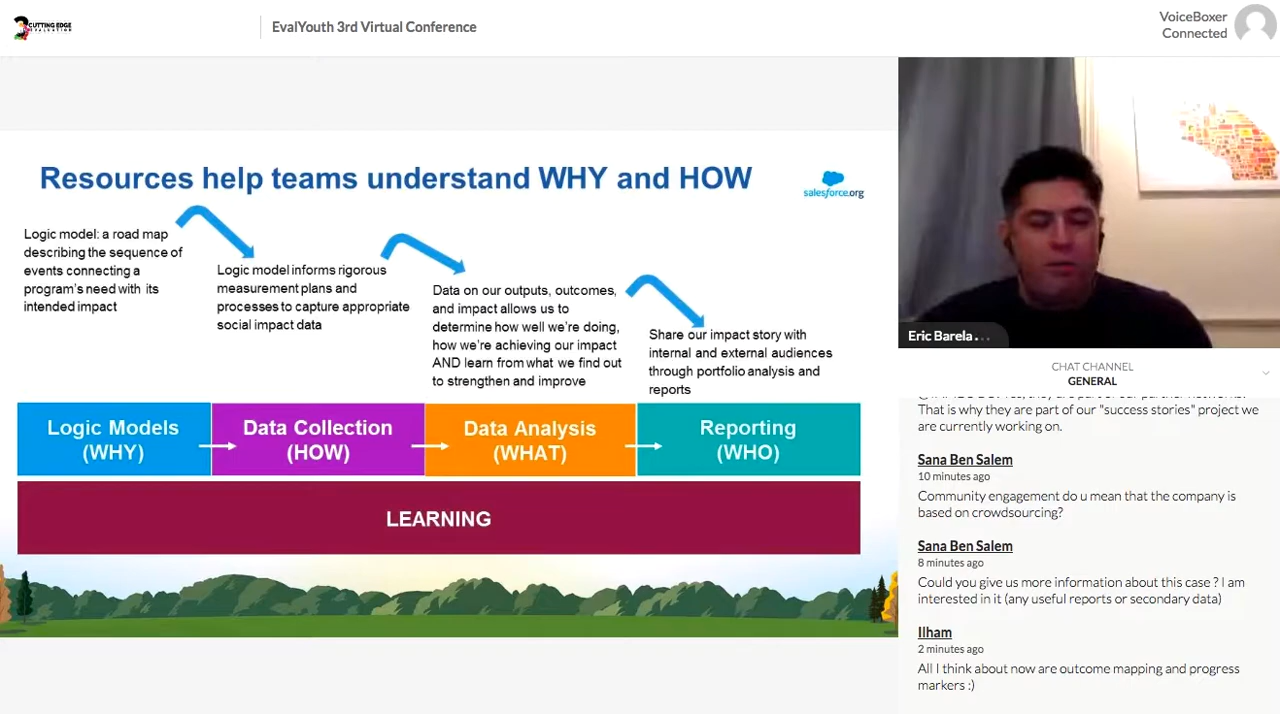 CUTTING EDGE
EvalYouth 3rd Virtual Conference
VoiceBoxer
Connected
Resources help teams understand WHY and HOW
salesforce.org
Logic model: a road map
describing the sequence of
events connecting a
program's need with its
intended impact
Logic model informs rigorous
measurement plans and
processes to capture appropriate
social impact data
Data on our outputs, outcomes,
and impact allows us to
determine how well we're doing,
how we're achieving our impact
AND learn from what we find out
to strengthen and improve
Share our impact story with
internal and external audiences
through portfolio analysis and
reports
Logic Models
(WHY)
Data Collection
(HOW)
Data Analysis
(WHAT)
Reporting
(WHO)
LEARNING
Eric Barela
CHAT CHANNEL
GENERAL
That is why they are part of our "success stories" project we
are currently working on.
Sana Ben Salem
10 minutes ago
Community engagement do u mean that the company is
based on crowdsourcing?
Sana Ben Salem
8 minutes ago
Could you give us more information about this case ? I am
interested in it (any useful reports or secondary data)
Ilham
2 minutes ago
All I think about now are outcome mapping and progress
markers :)